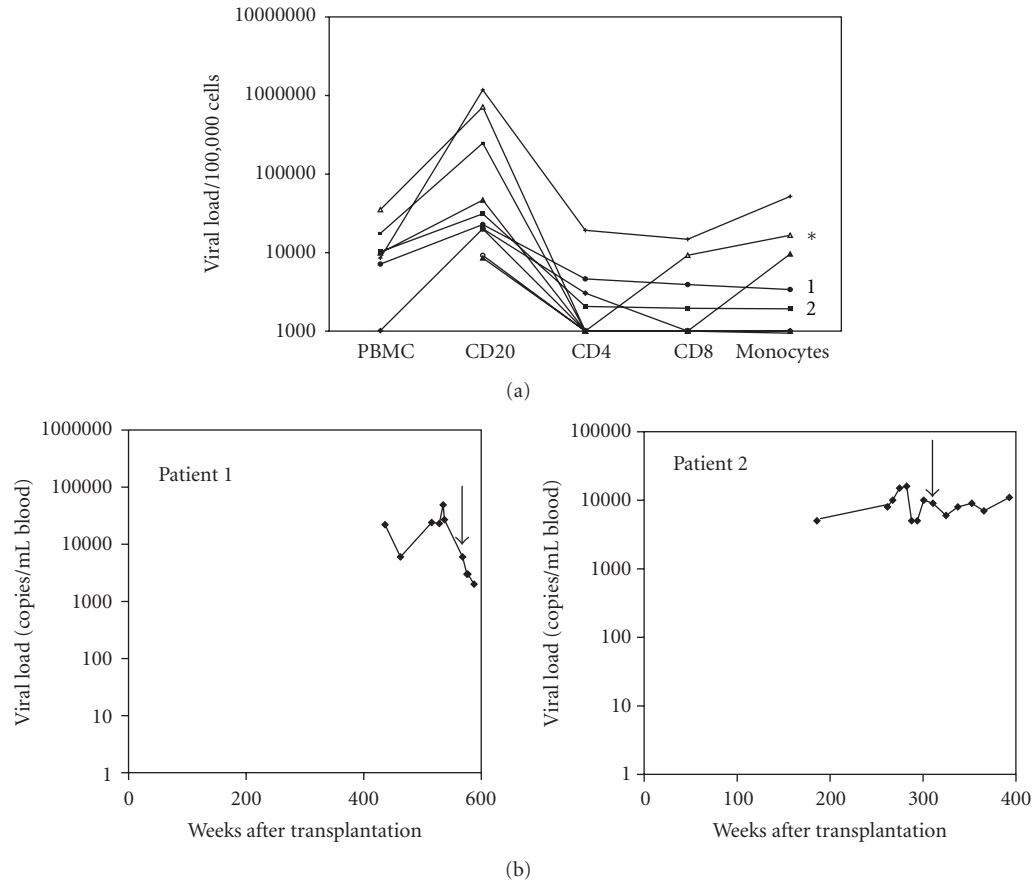 10000000
1000000
100000
10000
1000
Viral load/100,000 cells
*
1
2
PBMC CD20 CD4 CD8 Monocytes
(a)
1000000
100000
10000
1000
100
10
1
Viral load (copies/mL blood)
Patient 1
0 200 400 600
Weeks after transplantation
100000
10000
1000
100
10
1
Viral load (copies/mL blood)
Patient 2
0 100 200 300 400
Weeks after transplantation
(b)